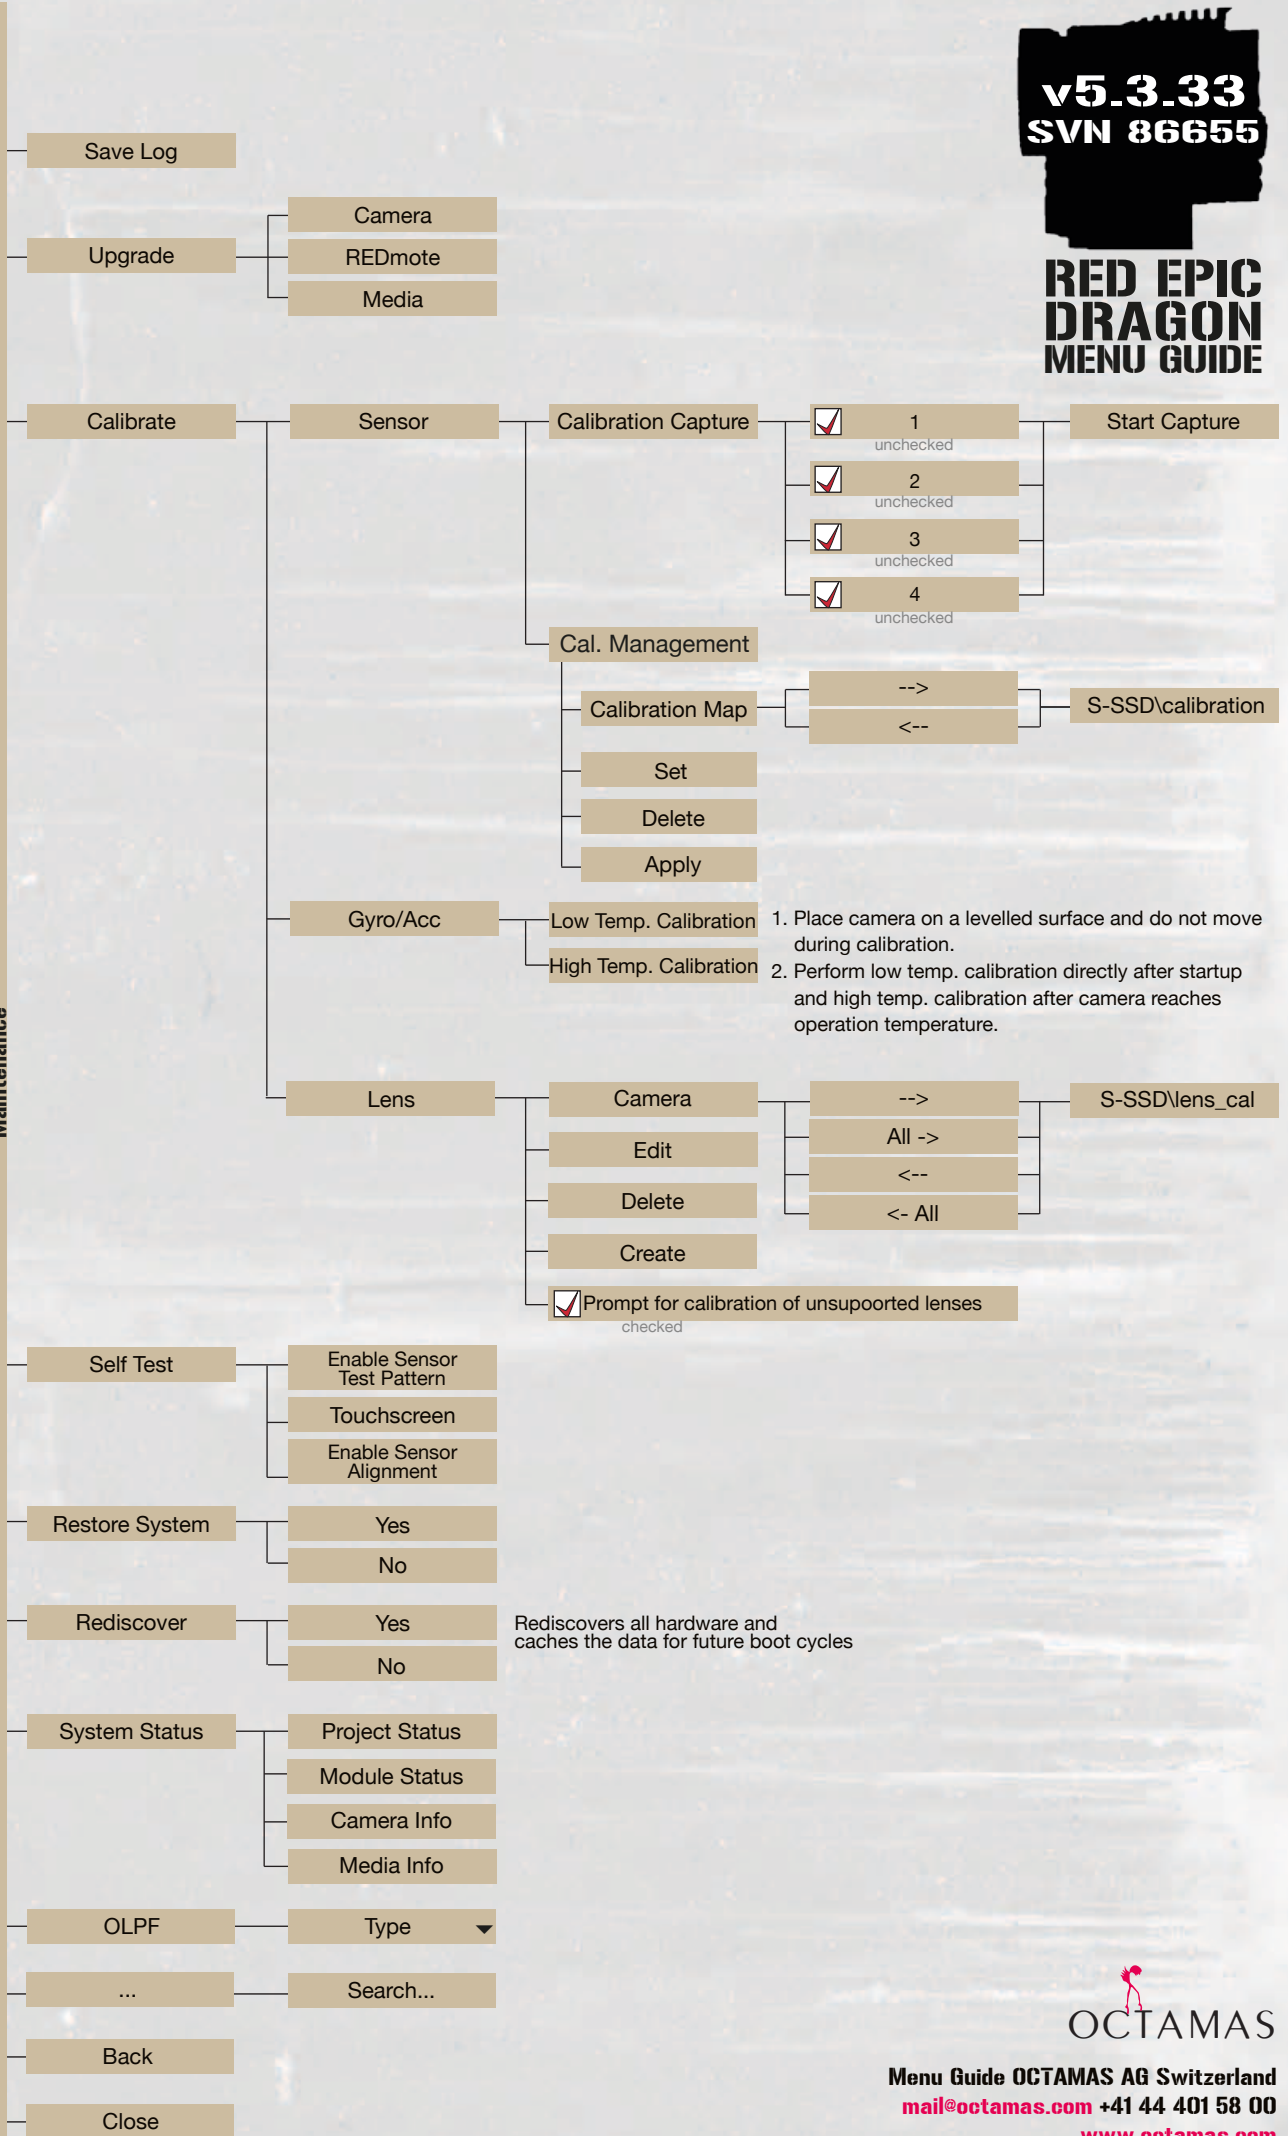 v5.3.33
SVN 86655
RED EPIC
DRAGON
MENU GUIDE
Save Log
Upgrade
Camera
REDmote
Media
Calibrate
Sensor
Calibration Capture
1
unchecked
2
unchecked
3
unchecked
4
unchecked
Start Capture
Cal. Management
Calibration Map
-->
<--
S-SSD\calibration
Set
Delete
Apply
Gyro/Acc
Low Temp. Calibration
High Temp. Calibration
1. Place camera on a levelled surface and do not move
during calibration.
2. Perform low temp. calibration directly after startup
and high temp. calibration after camera reaches
operation temperature.
Maintenance
Lens
Camera
-->
All ->
<--
<- All
S-SSD\lens_cal
Edit
Delete
Create
Prompt for calibration of unsupoorted lenses
checked
Self Test
Enable Sensor
Test Pattern
Touchscreen
Enable Sensor
Alignment
Restore System
Yes
No
Rediscover
Yes
No
Rediscovers all hardware and
caches the data for future boot cycles
System Status
Project Status
Module Status
Camera Info
Media Info
OLPF
Type
...
Search...
Back
Close
OCTAMAS
Menu Guide OCTAMAS AG Switzerland
mail@octamas.com +41 44 401 58 00
www.octamas.com